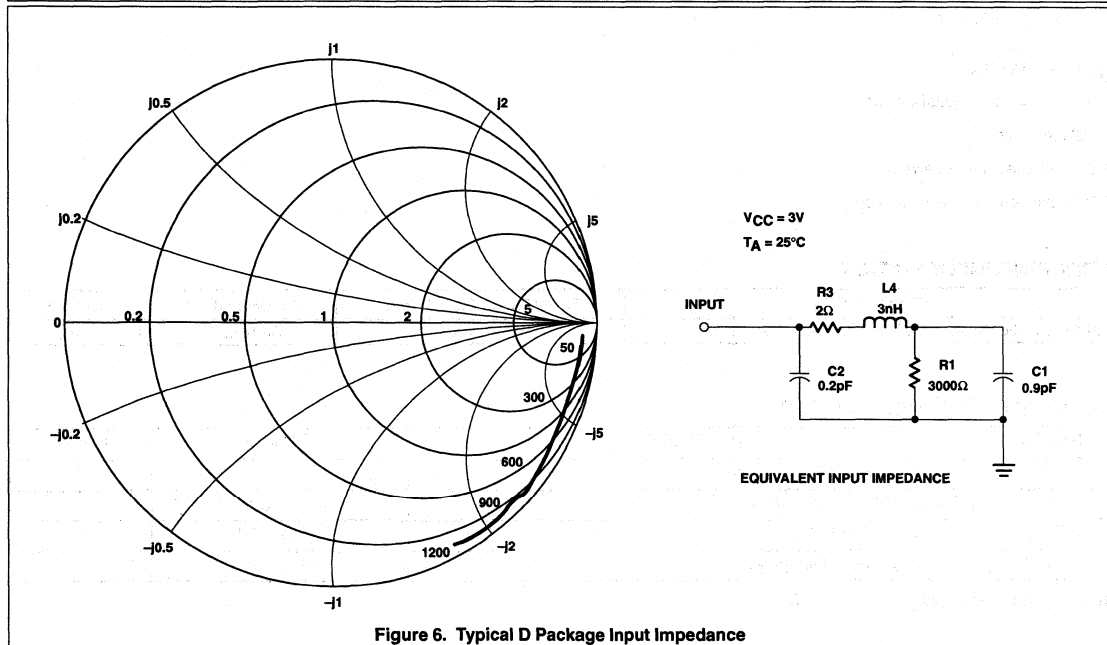 j1
j0.5
j2
j0.2
j5
0
0.2
0.5
1
2
5
50
300
600
900
1200
–j0.2
–j5
–j0.5
–j2
–j1
VCC = 3V
TA = 25°C
INPUT
R3
2Ω
L4
3nH
C2
0.2pF
R1
3000Ω
C1
0.9pF
EQUIVALENT INPUT IMPEDANCE
Figure 6. Typical D Package Input Impedance